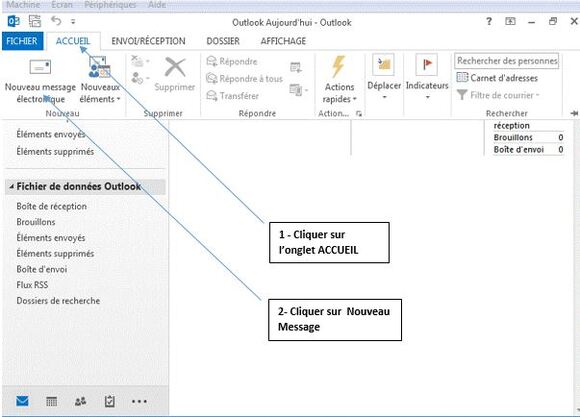 Machine Écran Périphériques Aide
Outlook Aujourd'hui - Outlook
FICHIER ACCUEIL ENVOI/RÉCEPTION DOSSIER AFFICHAGE
Nouveau message électronique
Nouveaux éléments
Nouveau
Supprimer
Supprimer
Répondre
Répondre à tous
Transférer
Répondre
Actions rapides
Action...
Déplacer
Indicateurs
Rechercher des personnes
Carnet d'adresses
Filtre de courrier
Rechercher
Éléments envoyés
Éléments supprimés
Fichier de données Outlook
Boîte de réception
Brouillons
Éléments envoyés
Éléments supprimés
Boîte d'envoi
Flux RSS
Dossiers de recherche
réception
Brouillons 0
Boîte d'envoi 0
1 - Cliquer sur
l'onglet ACCUEIL
2- Cliquer sur Nouveau
Message